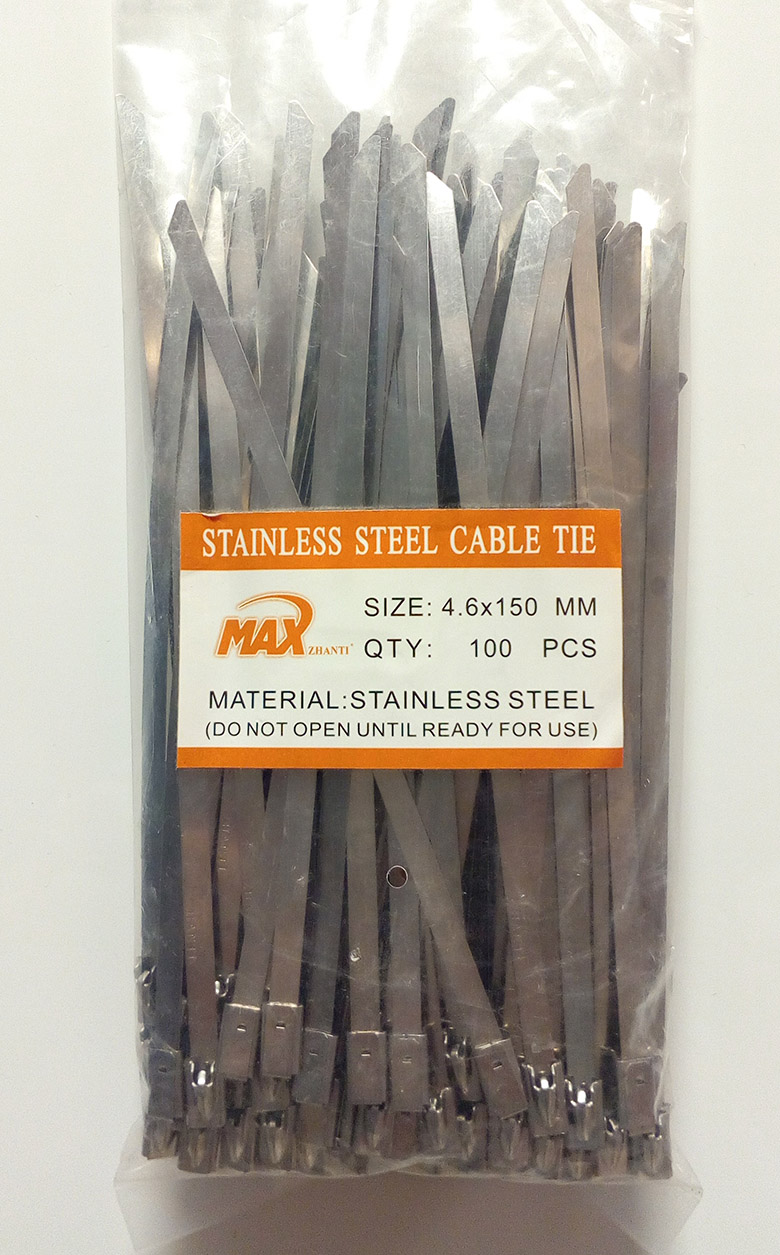 STAINLESS STEEL CABLE TIE
MAX ZHANTI
SIZE: 4.6x150 MM
QTY: 100 PCS
MATERIAL:STAINLESS STEEL
(DO NOT OPEN UNTIL READY FOR USE)